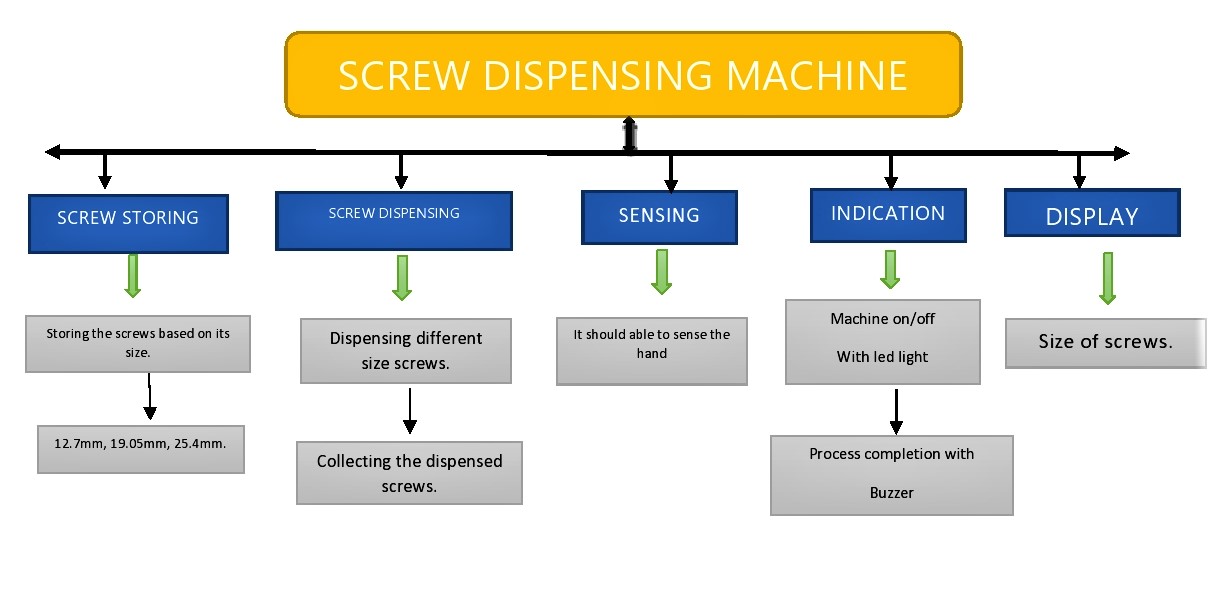 SCREW DISPENSING MACHINE
SCREW STORING
SCREW DISPENSING
SENSING
INDICATION
DISPLAY
Storing the screws based on its
size.
12.7mm, 19.05mm, 25.4mm.
Dispensing different
size screws.
Collecting the dispensed
screws.
It should able to sense the
hand
Machine on/off
With led light
Process completion with
Buzzer
Size of screws.